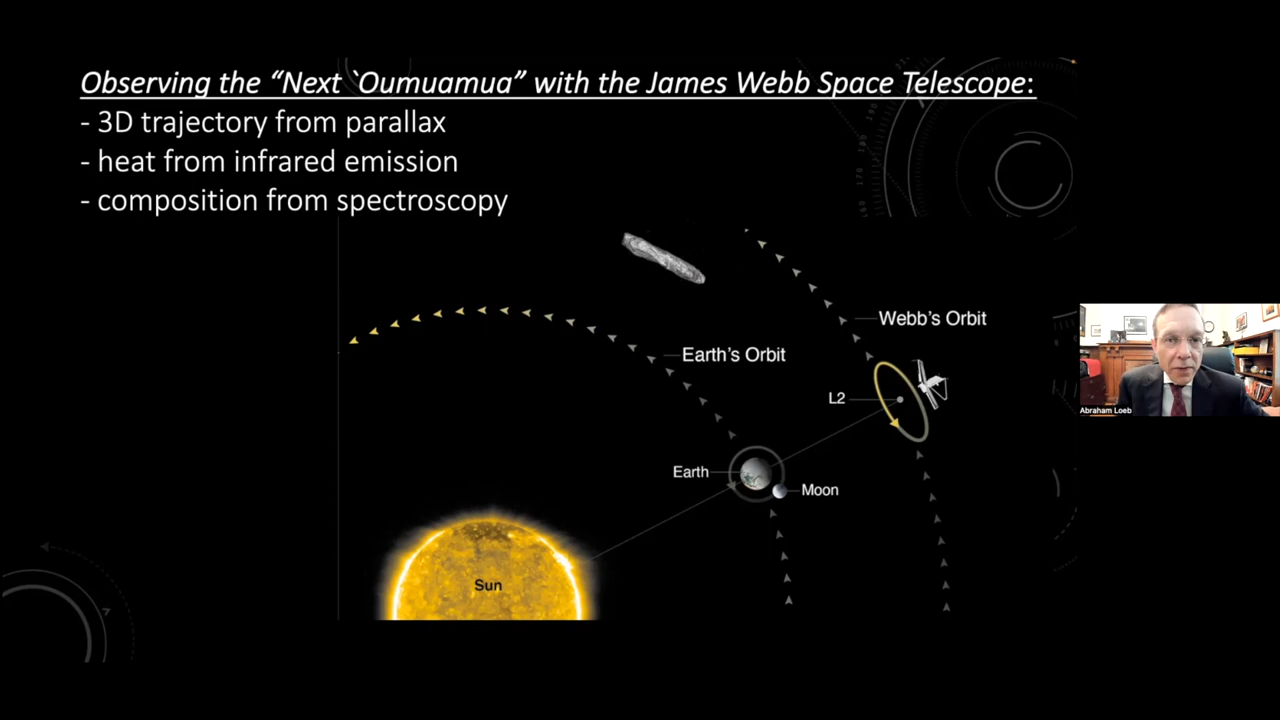 Observing the “Next `Oumuamua” with the James Webb Space Telescope:
- 3D trajectory from parallax
- heat from infrared emission
- composition from spectroscopy
Webb's Orbit
Earth's Orbit
L2
Earth
Moon
Sun
Abraham Loeb